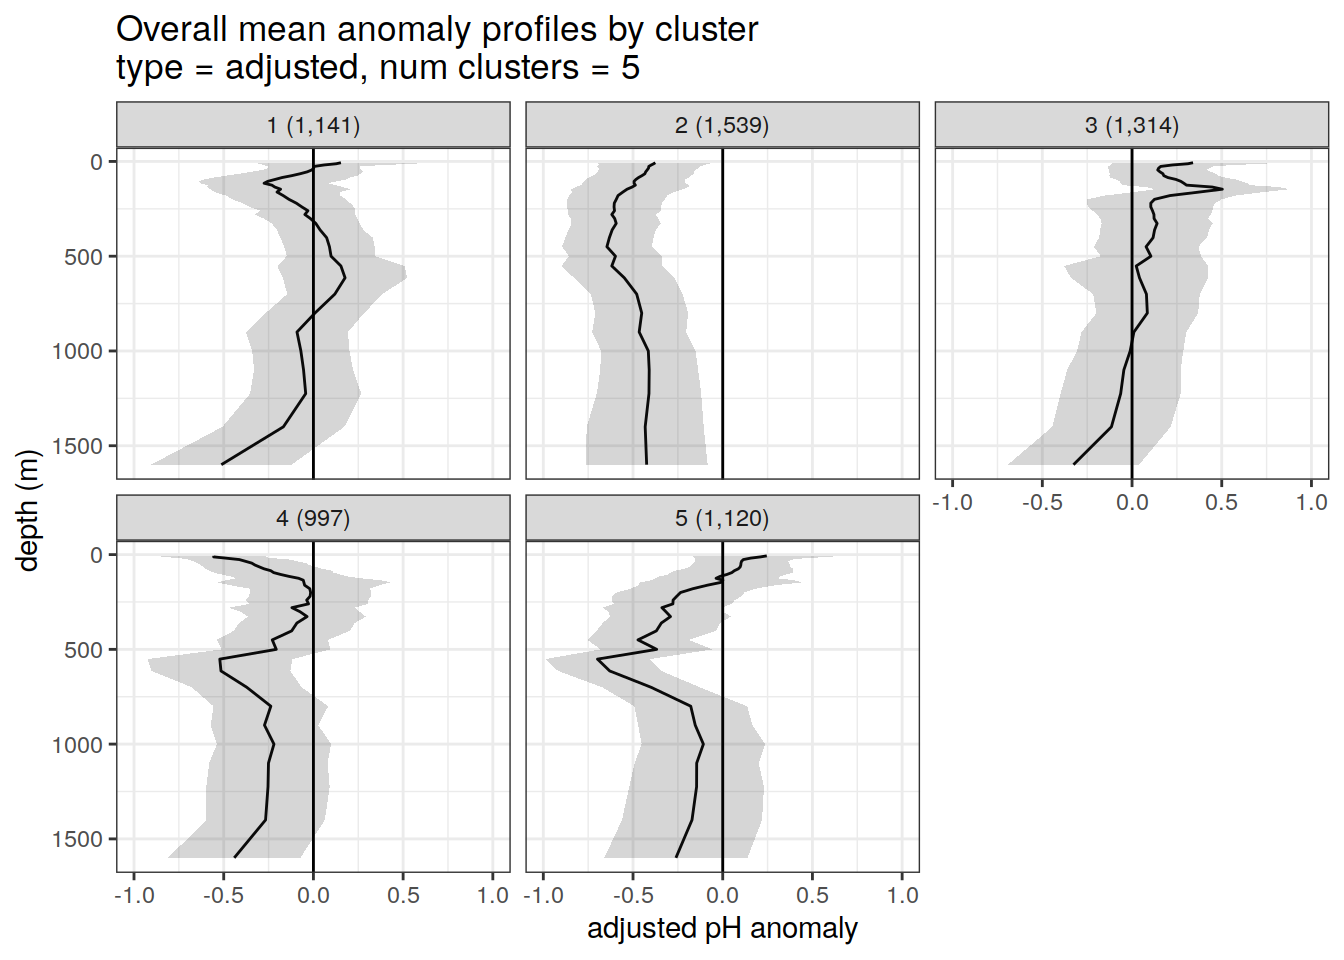 Overall mean anomaly profiles by cluster
type = adjusted, num clusters = 5
1 (1,141)
2 (1,539)
3 (1,314)
0
500
1000
1500
-1.0 -0.5 0.0 0.5 1.0
4 (997)
5 (1,120)
0
500
1000
1500
-1.0 -0.5 0.0 0.5 1.0
-1.0 -0.5 0.0 0.5 1.0
depth (m)
adjusted pH anomaly